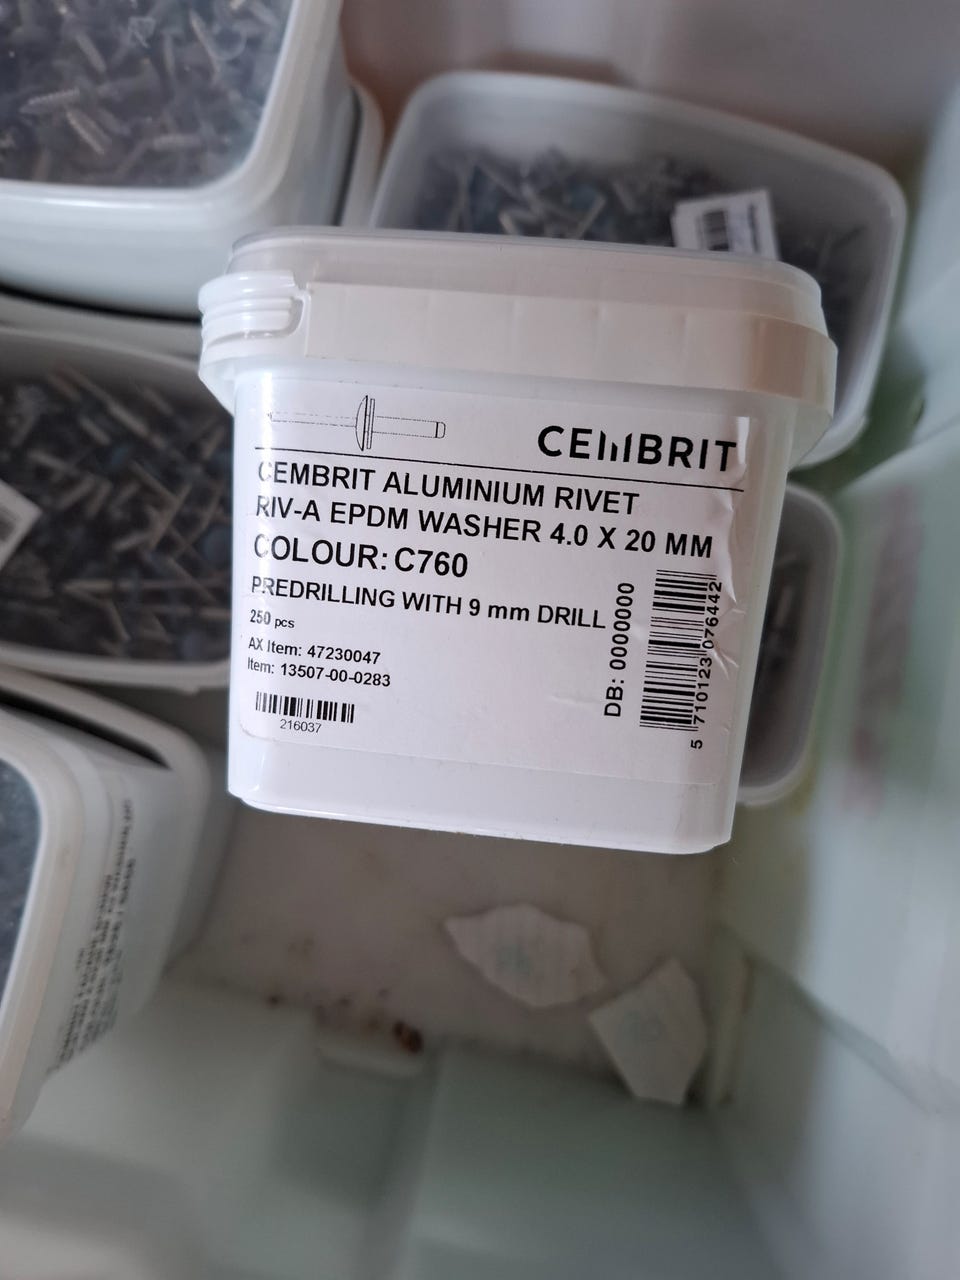 CEMBRIT
CEMBRIT ALUMINIUM RIVET
RIV-A EPDM WASHER 4.0 X 20 MM
COLOUR: C760
PREDRILLING WITH 9 mm DRILL
250 pcs
AX Item: 47230047
Item: 13507-00-0283
216037
DB: 0000000
5 710123 076442